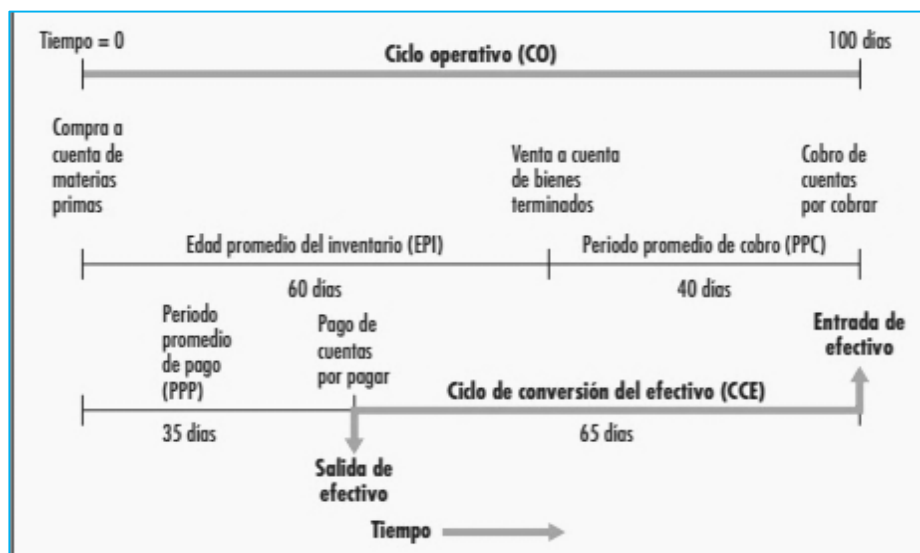 Tiempo = 0
100 días
Ciclo operativo (CO)
Compra a
cuenta de
materias
primas
Venta a cuenta
de bienes
terminados
Cobro de
cuentas
por cobrar
Edad promedio del inventario (EPI)
Periodo promedio de cobro (PPC)
60 días
40 días
Periodo
promedio
de pago
(PPP)
Pago de
cuentas
por pagar
Entrada de
efectivo
Ciclo de conversión del efectivo (CCE)
35 días
65 días
Salida de
efectivo
Tiempo